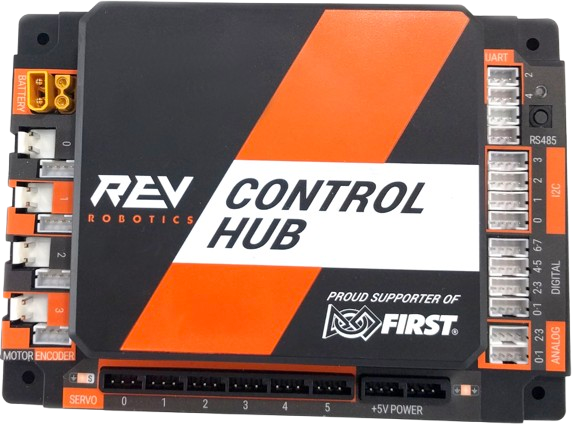 BATTERY
0
1
2
3
MOTOR ENCODER
REV
ROBOTICS
CONTROL
HUB
PROUD SUPPORTER OF
FIRST®
UART
2
4
RS485
3
2
1
0
I2C
6-7
4-5
2-3
0-1
DIGITAL
2-3
0-1
ANALOG
S
SERVO
0 1 2 3 4 5
+5V POWER